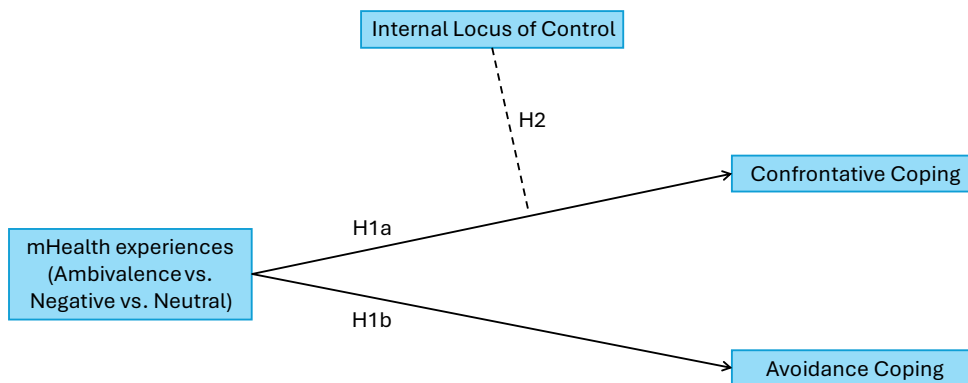 Internal Locus of Control
H2
Confrontative Coping
H1a
mHealth experiences
(Ambivalence vs.
Negative vs. Neutral)
H1b
Avoidance Coping